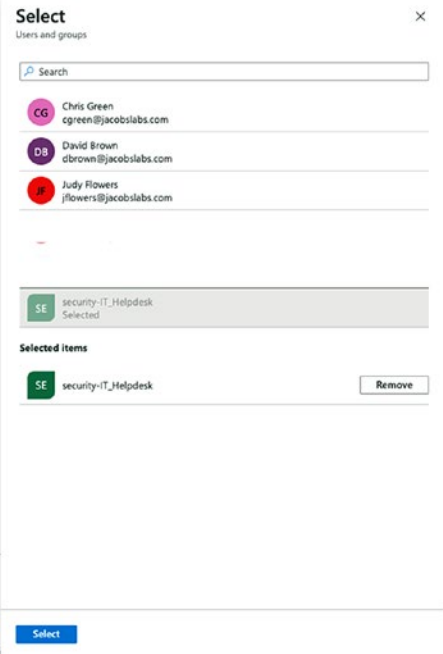 Select
Users and groups
Search
CG
Chris Green
cgreen@jacobslabs.com
DB
David Brown
dbrown@jacobslabs.com
JF
Judy Flowers
jflowers@jacobslabs.com
SE
security-IT_Helpdesk
Selected
Selected items
SE
security-IT_Helpdesk
Remove
Select